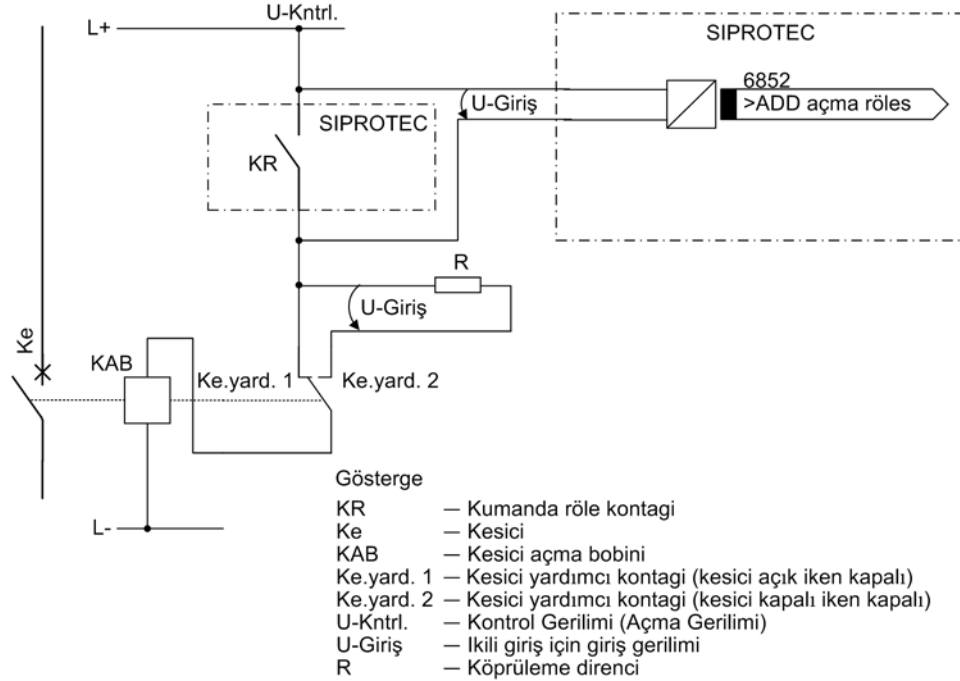 U-Kntrl.
L+
SIPROTEC
6852
>ADD açma röles
U-Giriş
SIPROTEC
KR
R
U-Giriş
Ke
KAB
Ke.yard. 1
Ke.yard. 2
L-
Gösterge
KR — Kumanda röle kontagi
Ke — Kesici
KAB — Kesici açma bobini
Ke.yard. 1 — Kesici yardımcı kontagi (kesici açık iken kapalı)
Ke.yard. 2 — Kesici yardımcı kontagi (kesici kapalı iken kapalı)
U-Kntrl. — Kontrol Gerilimi (Açma Gerilimi)
U-Giriş — Ikili giriş için giriş gerilimi
R — Köprüleme direnci